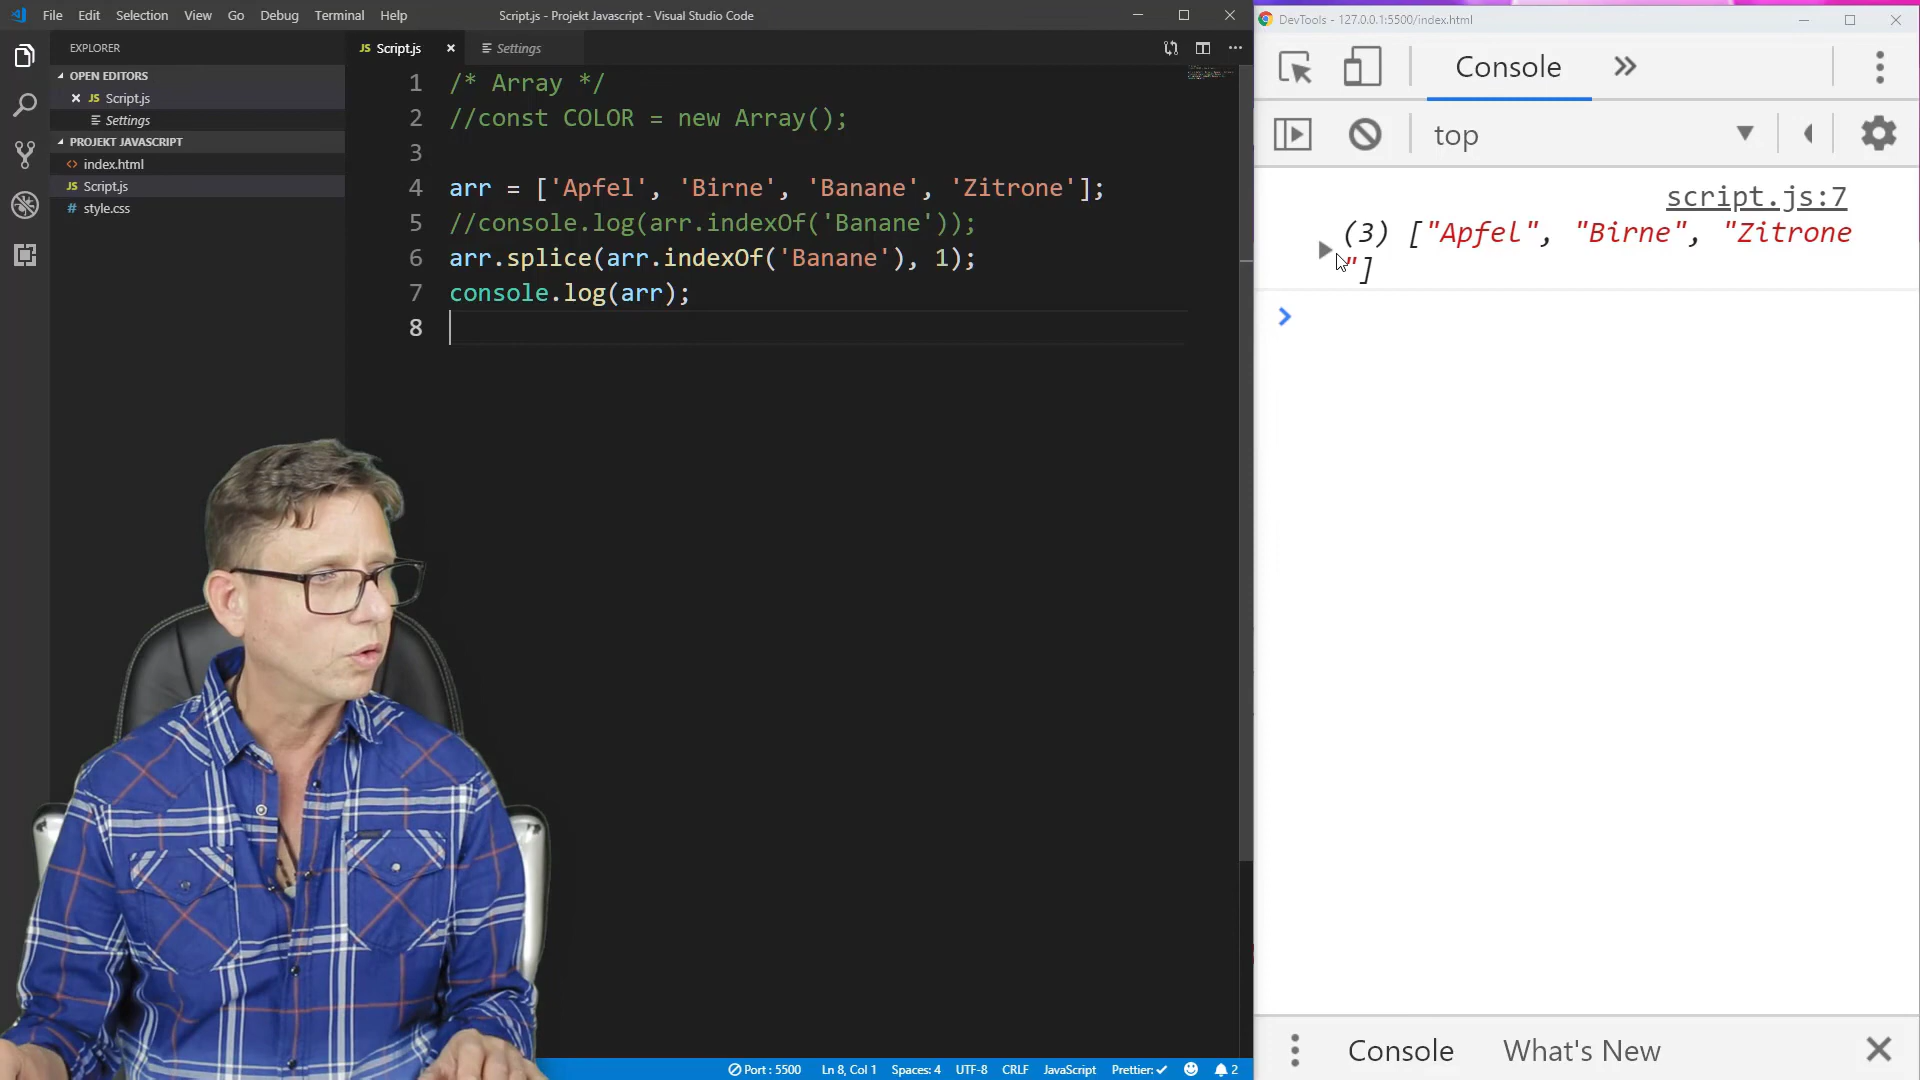 File Edit Selection View Go Debug Terminal Help
Script.js - Projekt Javascript - Visual Studio Code
EXPLORER
OPEN EDITORS
JS Script.js
Settings
PROJEKT JAVASCRIPT
<> index.html
JS Script.js
# style.css
JS Script.js
Settings
1 /* Array */
2 //const COLOR = new Array();
3
4 arr = ['Apfel', 'Birne', 'Banane', 'Zitrone'];
5 //console.log(arr.indexOf('Banane'));
6 arr.splice(arr.indexOf('Banane'), 1);
7 console.log(arr);
8
Port : 5500 Ln 8, Col 1 Spaces: 4 UTF-8 CRLF JavaScript Prettier: ✓ 2
DevTools - 127.0.0.1:5500/index.html
Console
top
script.js:7
(3) ["Apfel", "Birne", "Zitrone
"]
Console What's New